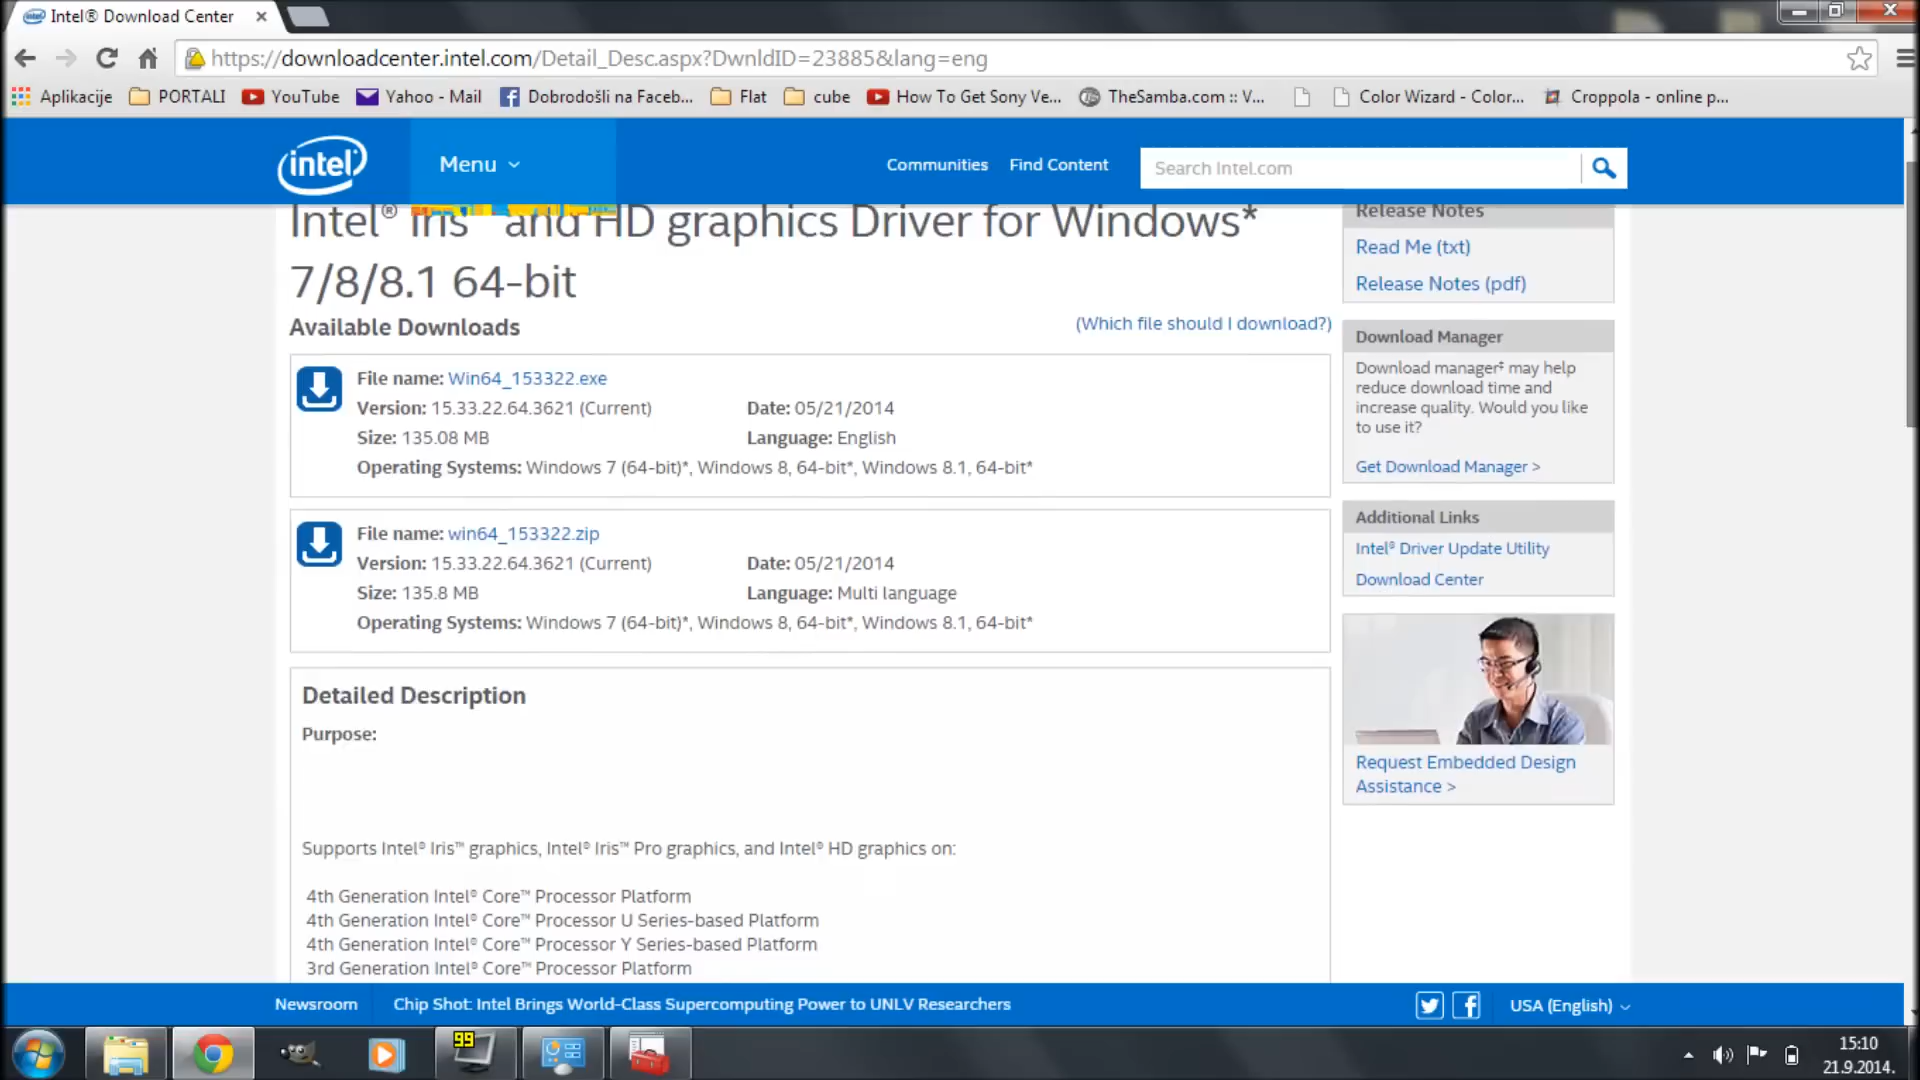 Intel® Download Center
https://downloadcenter.intel.com/Detail_Desc.aspx?DwnldID=23885&lang=eng
Aplikacije PORTALI YouTube Yahoo - Mail Dobrodošli na Faceb... Flat cube How To Get Sony Ve... TheSamba.com :: V... Color Wizard - Color... Croppola - online p...
intel Menu Communities Find Content Search Intel.com
Intel® Iris™ and HD graphics Driver for Windows*
7/8/8.1 64-bit
Available Downloads (Which file should I download?)
File name: Win64_153322.exe
Version: 15.33.22.64.3621 (Current) Date: 05/21/2014
Size: 135.08 MB Language: English
Operating Systems: Windows 7 (64-bit)*, Windows 8, 64-bit*, Windows 8.1, 64-bit*
File name: win64_153322.zip
Version: 15.33.22.64.3621 (Current) Date: 05/21/2014
Size: 135.8 MB Language: Multi language
Operating Systems: Windows 7 (64-bit)*, Windows 8, 64-bit*, Windows 8.1, 64-bit*
Detailed Description
Purpose:
Supports Intel® Iris™ graphics, Intel® Iris™ Pro graphics, and Intel® HD graphics on:
4th Generation Intel® Core™ Processor Platform
4th Generation Intel® Core™ Processor U Series-based Platform
4th Generation Intel® Core™ Processor Y Series-based Platform
3rd Generation Intel® Core™ Processor Platform
Release Notes
Read Me (txt)
Release Notes (pdf)
Download Manager
Download manager‡ may help
reduce download time and
increase quality. Would you like
to use it?
Get Download Manager >
Additional Links
Intel® Driver Update Utility
Download Center
Request Embedded Design
Assistance >
Newsroom Chip Shot: Intel Brings World-Class Supercomputing Power to UNLV Researchers USA (English)
99
15:10
21.9.2014.